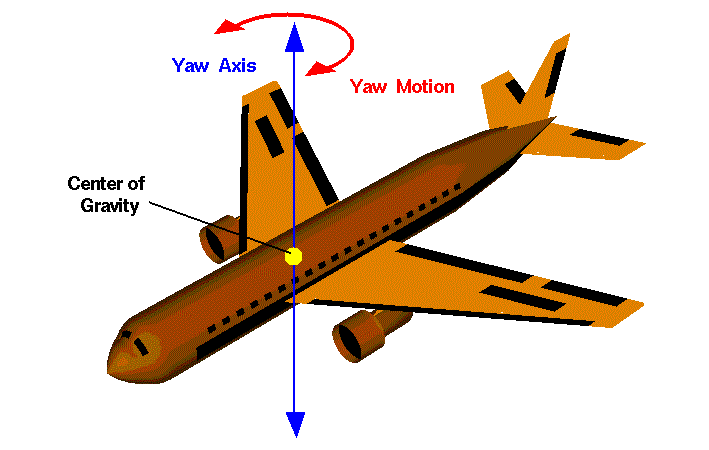 Yaw Axis
Yaw Motion
Center of
Gravity